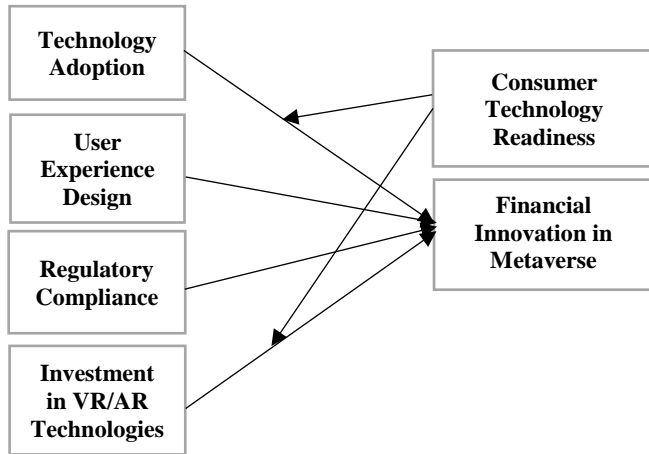 Technology
Adoption
User
Experience
Design
Regulatory
Compliance
Investment
in VR/AR
Technologies
Consumer
Technology
Readiness
Financial
Innovation in
Metaverse